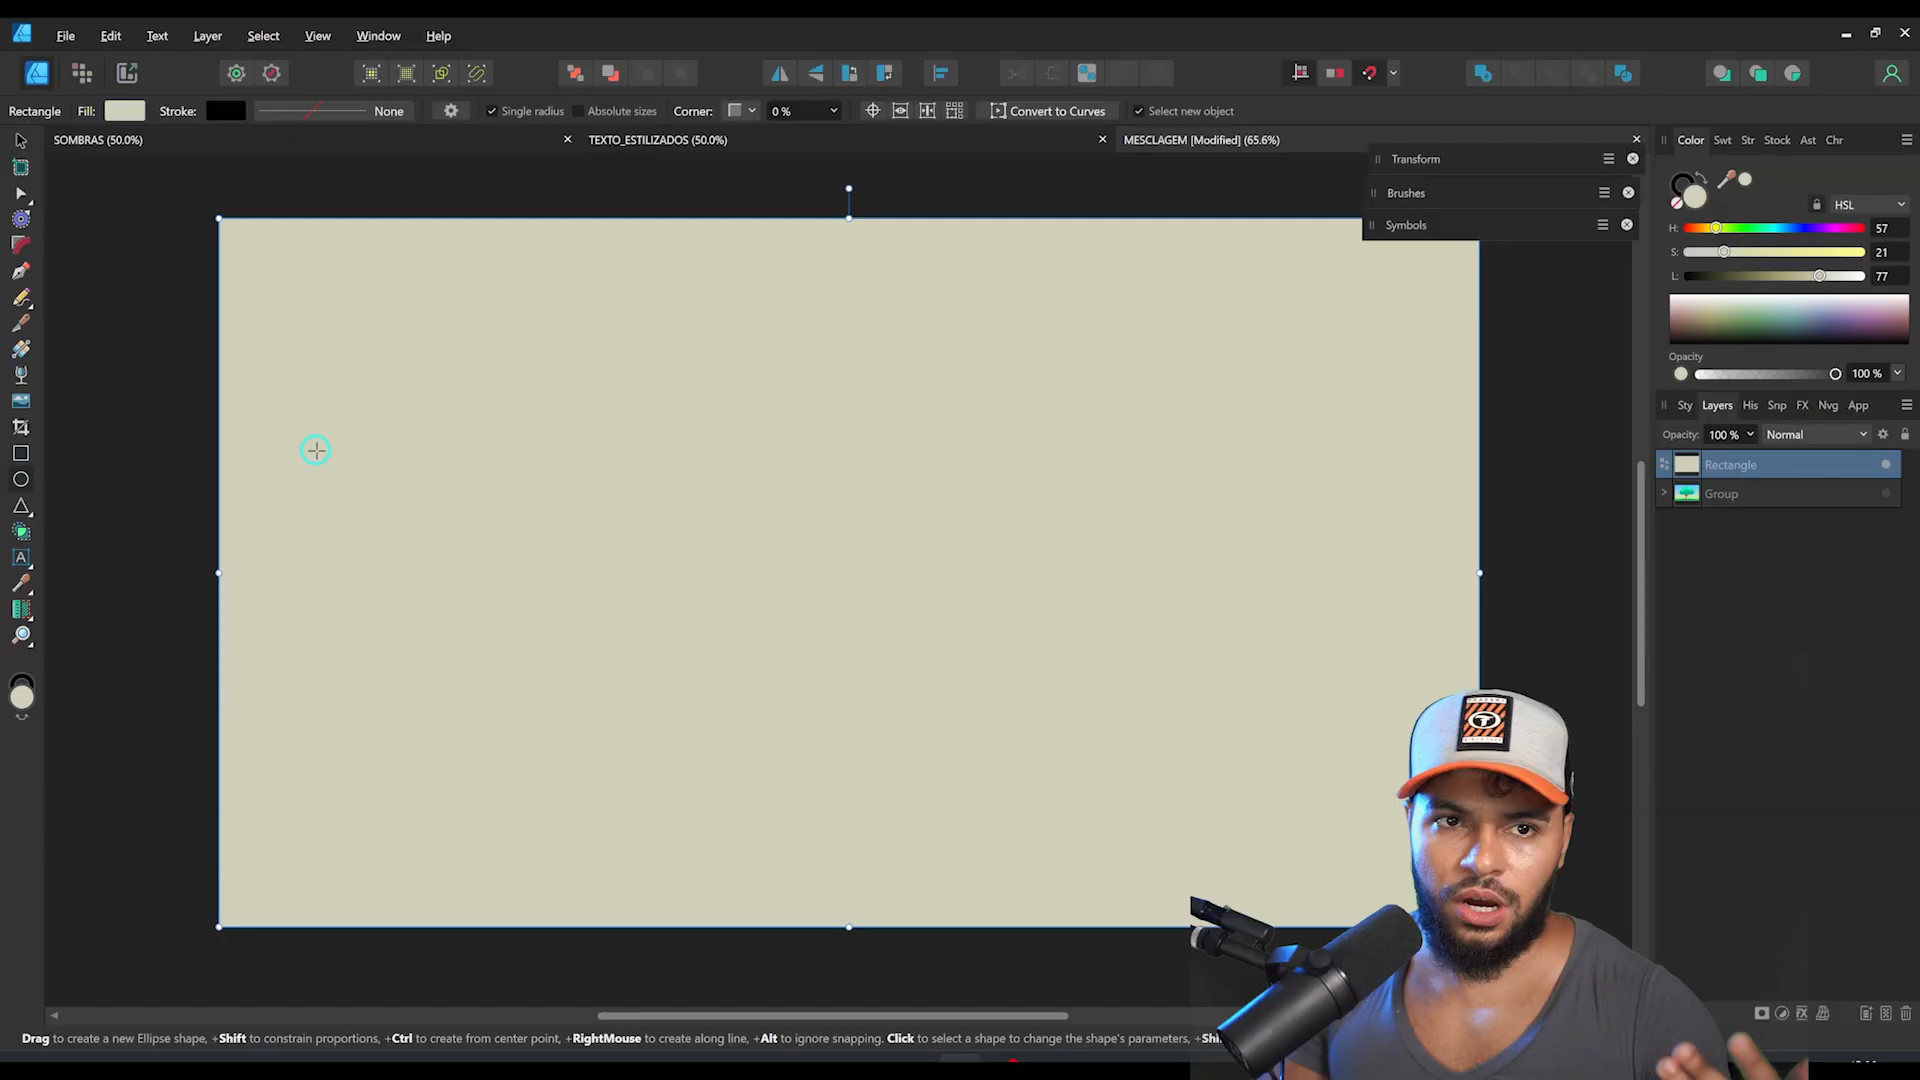 File Edit Text Layer Select View Window Help
Rectangle Fill: Stroke: None Single radius Absolute sizes Corner: 0 % Convert to Curves Select new object
SOMBRAS (50.0%) TEXTO_ESTILIZADOS (50.0%) MESCLAGEM [Modified] (65.6%)
Transform
Brushes
Symbols
Color Swt Str Stock Ast Chr
HSL
H: 57
S: 21
L: 77
Opacity
100 %
Sty Layers His Snp FX Nvg App
Opacity: 100 % Normal
Rectangle
Group
Drag to create a new Ellipse shape, +Shift to constrain proportions, +Ctrl to create from center point, +RightMouse to create along line, +Alt to ignore snapping. Click to select a shape to change the shape's parameters,